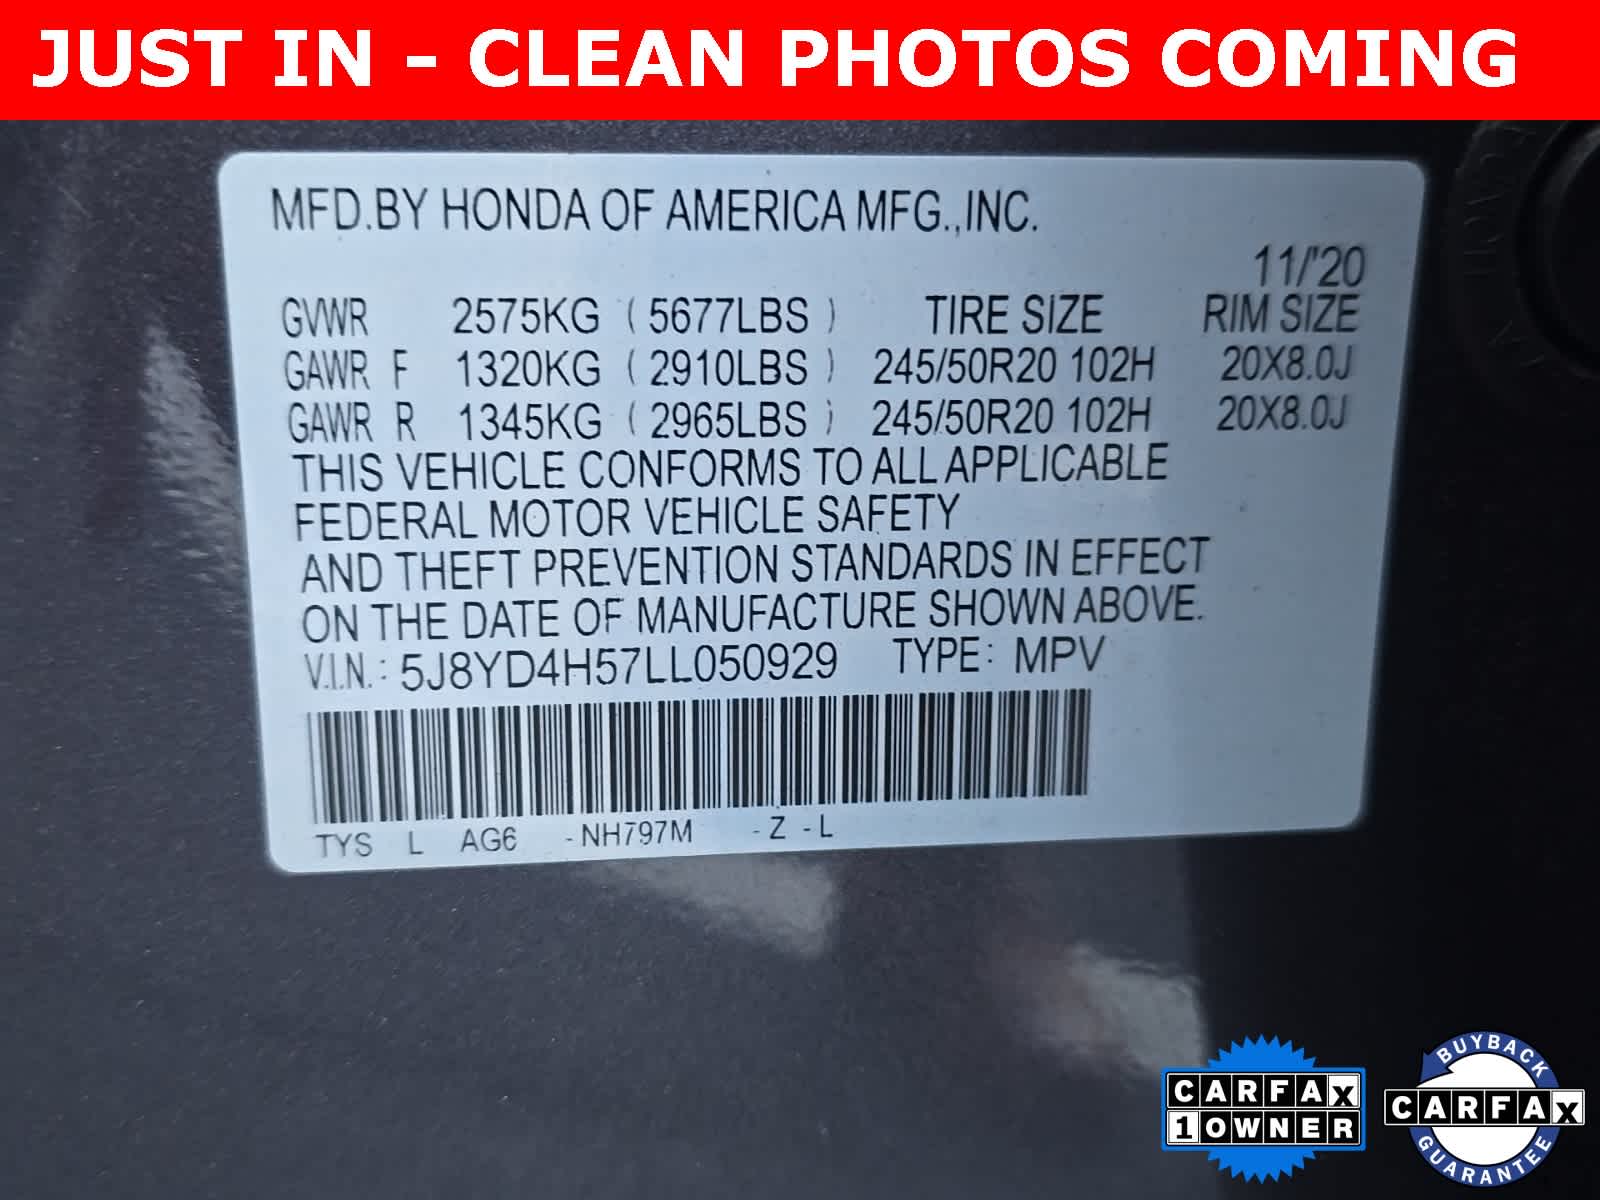 JUST IN - CLEAN PHOTOS COMING
MFD.BY HONDA OF AMERICA MFG.,INC.
11/'20
GVWR 2575KG (5677LBS) TIRE SIZE RIM SIZE
GAWR F 1320KG (2910LBS) 245/50R20 102H 20X8.0J
GAWR R 1345KG (2965LBS) 245/50R20 102H 20X8.0J
THIS VEHICLE CONFORMS TO ALL APPLICABLE
FEDERAL MOTOR VEHICLE SAFETY
AND THEFT PREVENTION STANDARDS IN EFFECT
ON THE DATE OF MANUFACTURE SHOWN ABOVE.
V.I.N.: 5J8YD4H57LL050929 TYPE: MPV
TYS L AG6 -NH797M -Z -L
CARFAX
1 OWNER
BUYBACK
CARFAX
GUARANTEE